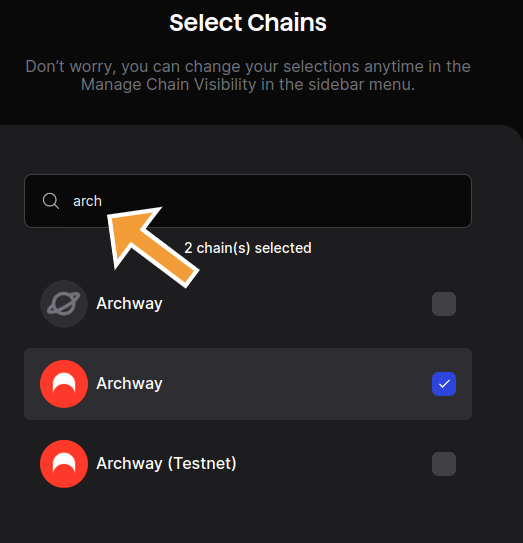 Select Chains
Don’t worry, you can change your selections anytime in the
Manage Chain Visibility in the sidebar menu.
arch
2 chain(s) selected
Archway
Archway
Archway (Testnet)